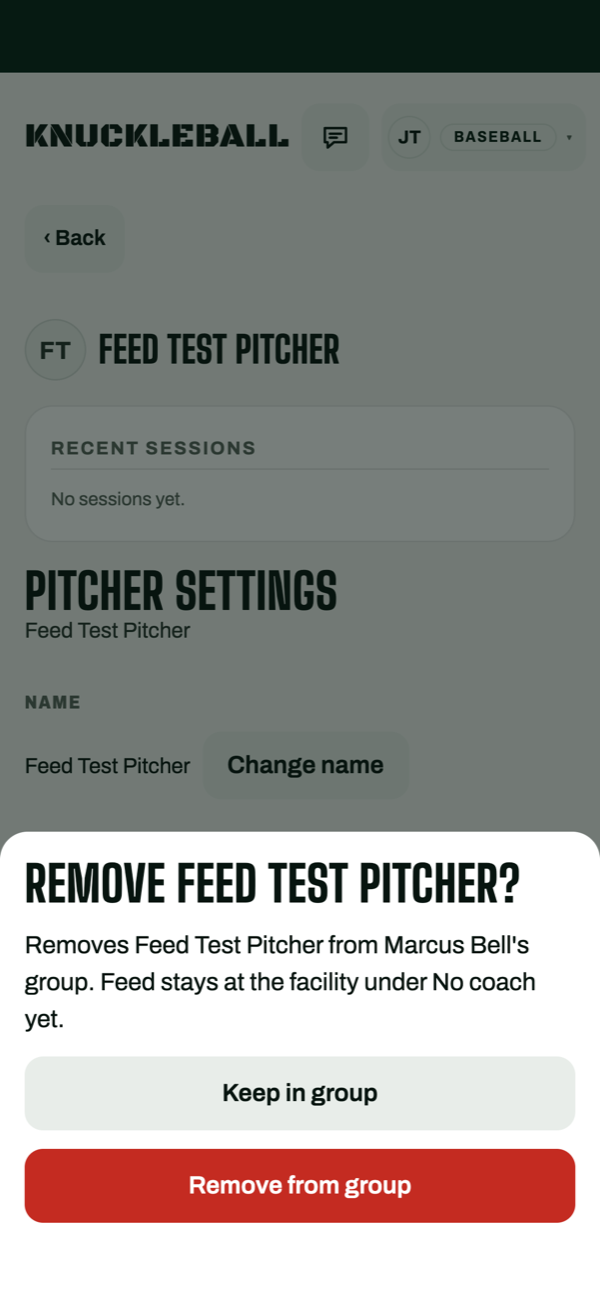 KNUCKLEBALL
JT BASEBALL ▾
‹ Back
FT FEED TEST PITCHER
RECENT SESSIONS
No sessions yet.
PITCHER SETTINGS
Feed Test Pitcher
NAME
Feed Test Pitcher Change name
REMOVE FEED TEST PITCHER?
Removes Feed Test Pitcher from Marcus Bell's
group. Feed stays at the facility under No coach
yet.
Keep in group
Remove from group